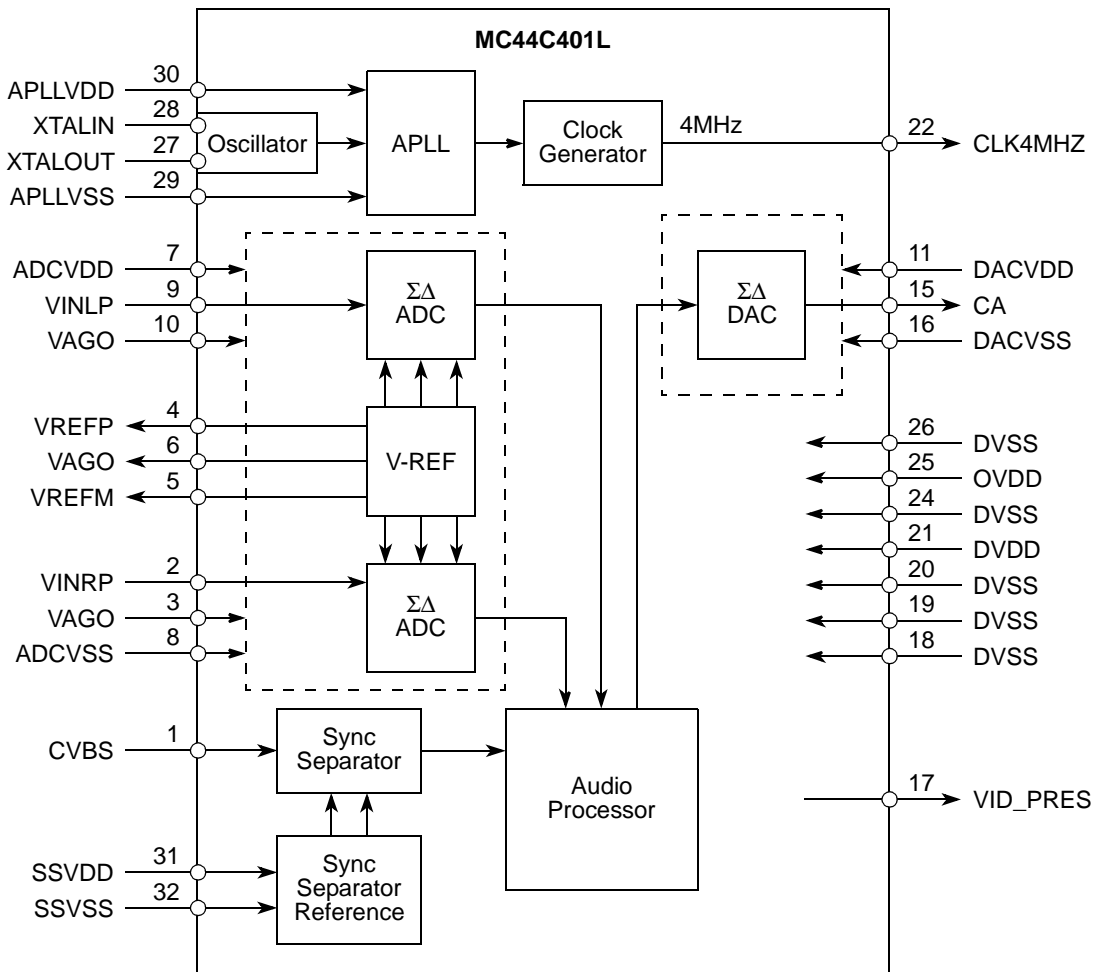 MC44C401L
APLLVDD 30
XTALIN 28
XTALOUT 27
APLLVSS 29
Oscillator
APLL
Clock
Generator
4MHz
22 CLK4MHZ
ADCVDD 7
VINLP 9
VAGO 10
ΣΔ
ADC
ΣΔ
DAC
11 DACVDD
15 CA
16 DACVSS
VREFP 4
VAGO 6
VREFM 5
V-REF
26 DVSS
25 OVDD
24 DVSS
21 DVDD
20 DVSS
19 DVSS
18 DVSS
VINRP 2
VAGO 3
ADCVSS 8
ΣΔ
ADC
CVBS 1
Sync
Separator
Audio
Processor
17 VID_PRES
SSVDD 31
SSVSS 32
Sync
Separator
Reference